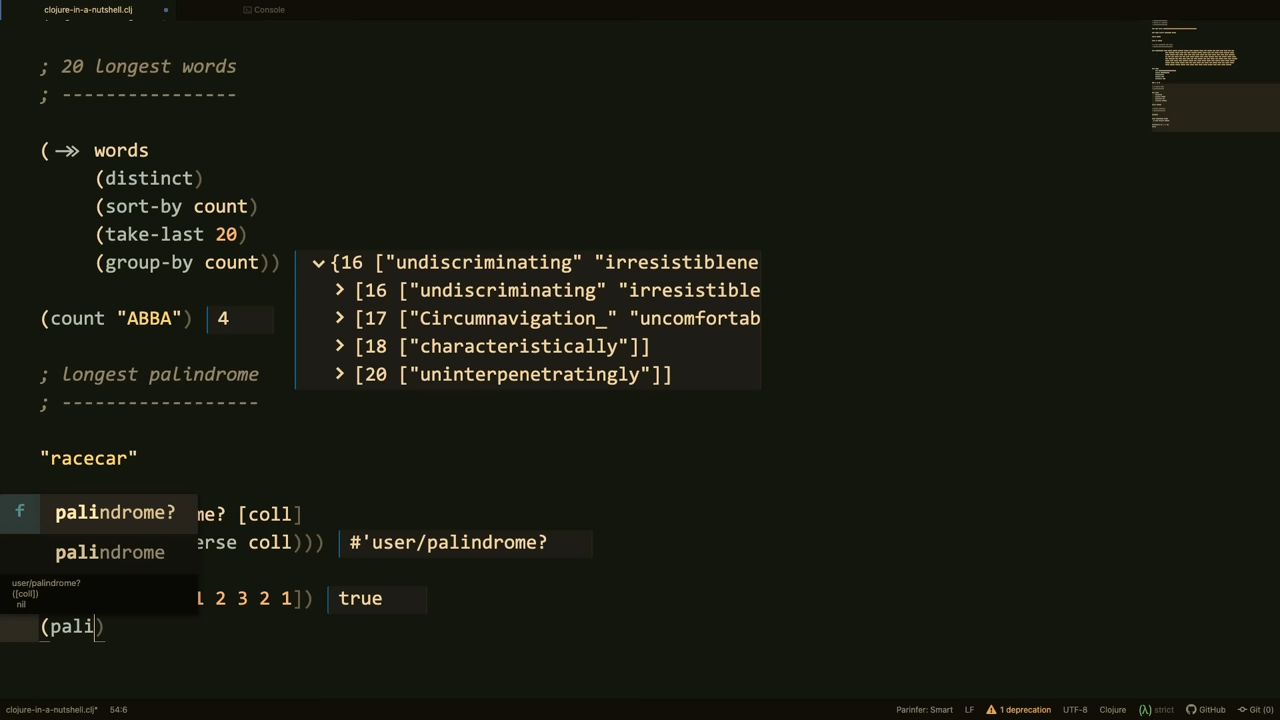 clojure-in-a-nutshell.clj
Console
; 20 longest words
; ----------------
(->> words
(distinct)
(sort-by count)
(take-last 20)
(group-by count))
{16 ["undiscriminating" "irresistiblene
[16 ["undiscriminating" "irresistible
[17 ["Circumnavigation_" "uncomfortab
[18 ["characteristically"]]
[20 ["uninterpenetratingly"]]
(count "ABBA") 4
; longest palindrome
; ------------------
"racecar"
f palindrome?
me? [coll]
palindrome
erse coll))) #'user/palindrome?
user/palindrome?
([coll])
nil
1 2 3 2 1]) true
(pali)
clojure-in-a-nutshell.clj* 54:6 Parinfer: Smart LF 1 deprecation UTF-8 Clojure (λ) strict GitHub Git (0)